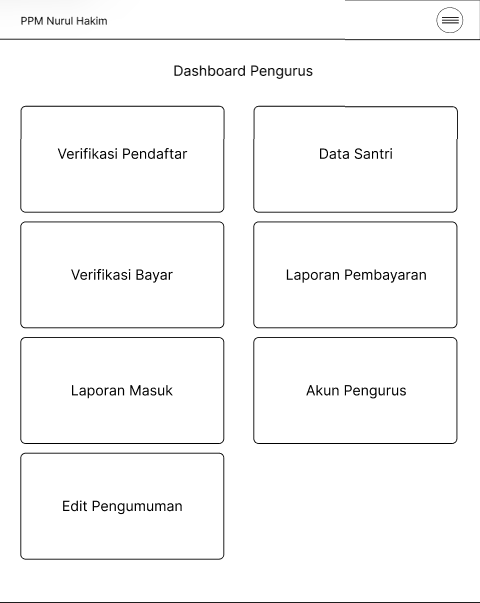 PPM Nurul Hakim
Dashboard Pengurus
Verifikasi Pendaftar
Data Santri
Verifikasi Bayar
Laporan Pembayaran
Laporan Masuk
Akun Pengurus
Edit Pengumuman